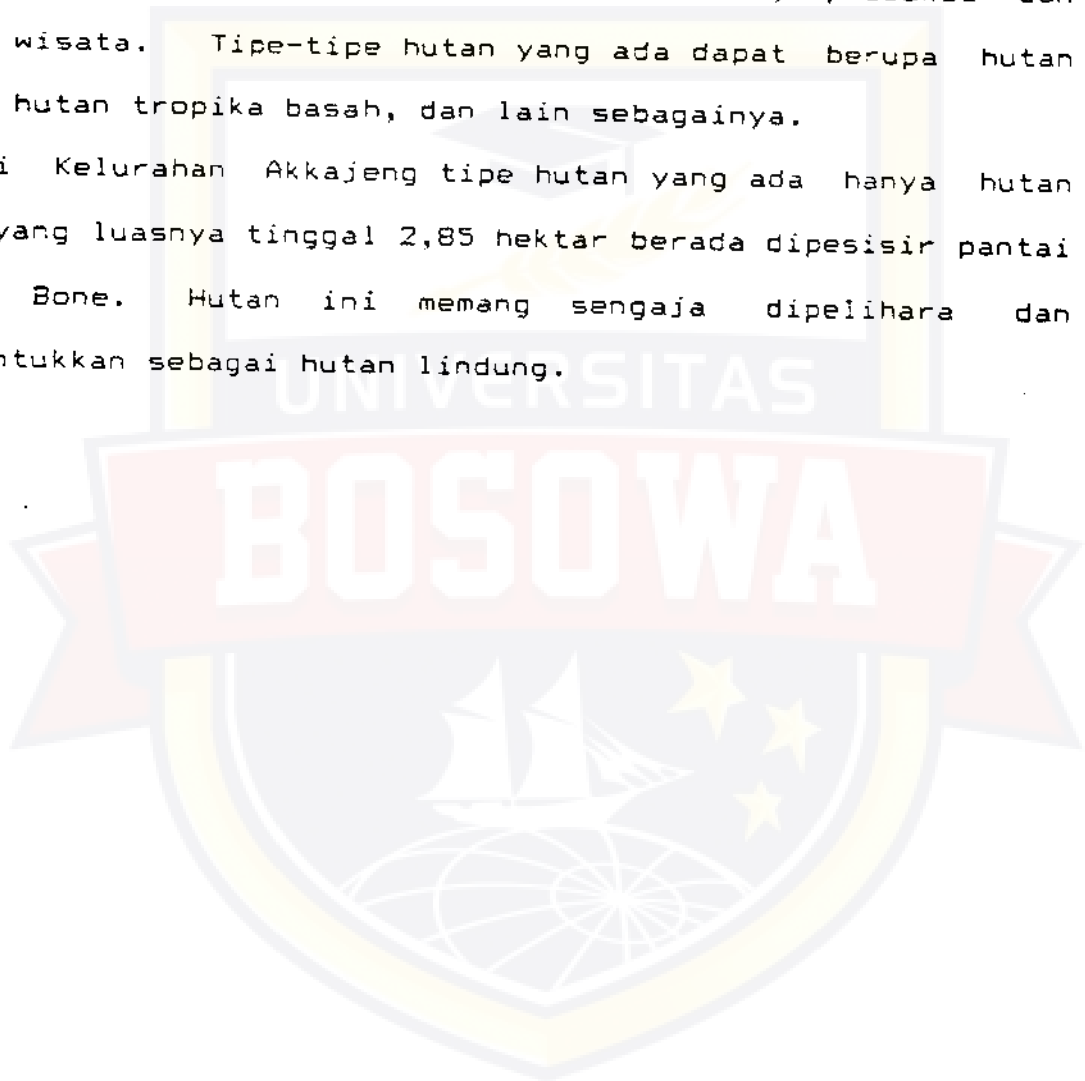 dan
wisata. Tipe-tipe hutan yang ada dapat berupa hutan
hutan tropika basah, dan lain sebagainya.
i Kelurahan Akkajeng tipe hutan yang ada hanya hutan
yang luasnya tinggal 2,85 hektar berada dipesisir pantai
Bone. Hutan ini memang sengaja dipelihara dan
ntukkan sebagai hutan lindung.
UNIVERSITAS
BOSOWA